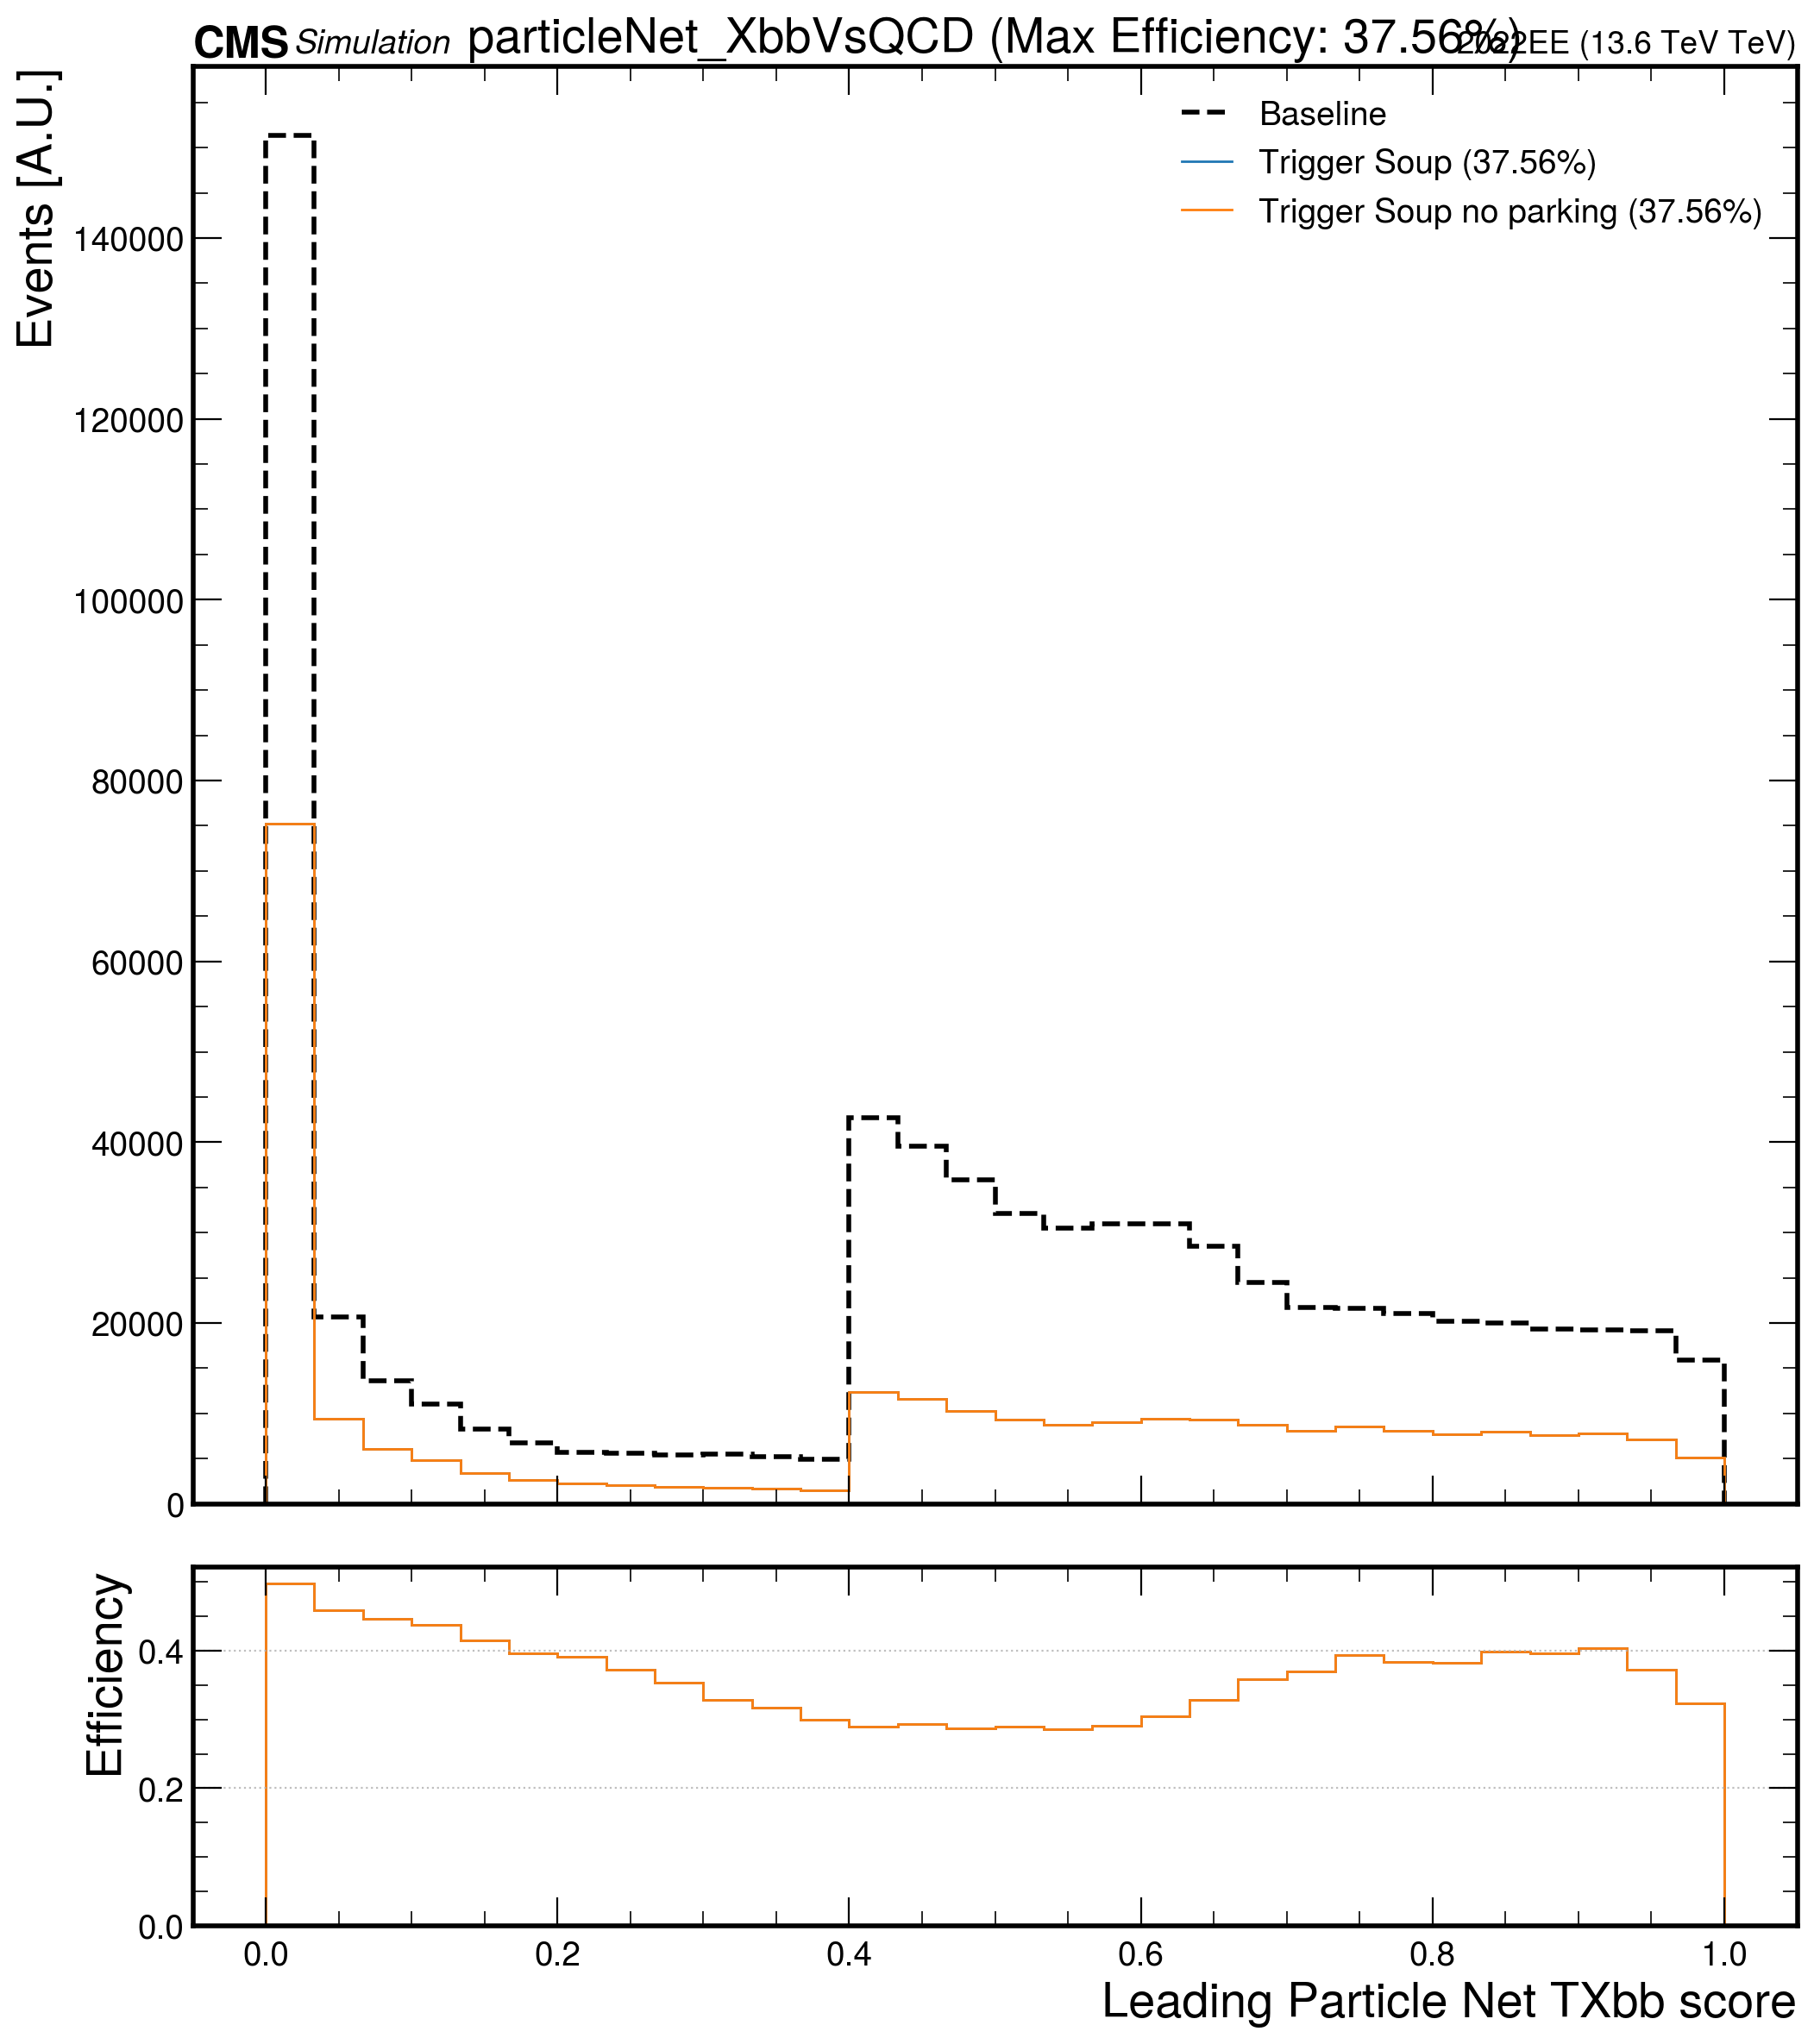 CMS Simulation particleNet_XbbVsQCD (Max Efficiency: 37.56%) 2022EE (13.6 TeV TeV)
Events [A.U.]
Baseline
Trigger Soup (37.56%)
Trigger Soup no parking (37.56%)
140000
120000
100000
80000
60000
40000
20000
0
Efficiency
0.4
0.2
0.0
0.0 0.2 0.4 0.6 0.8 1.0
Leading Particle Net TXbb score